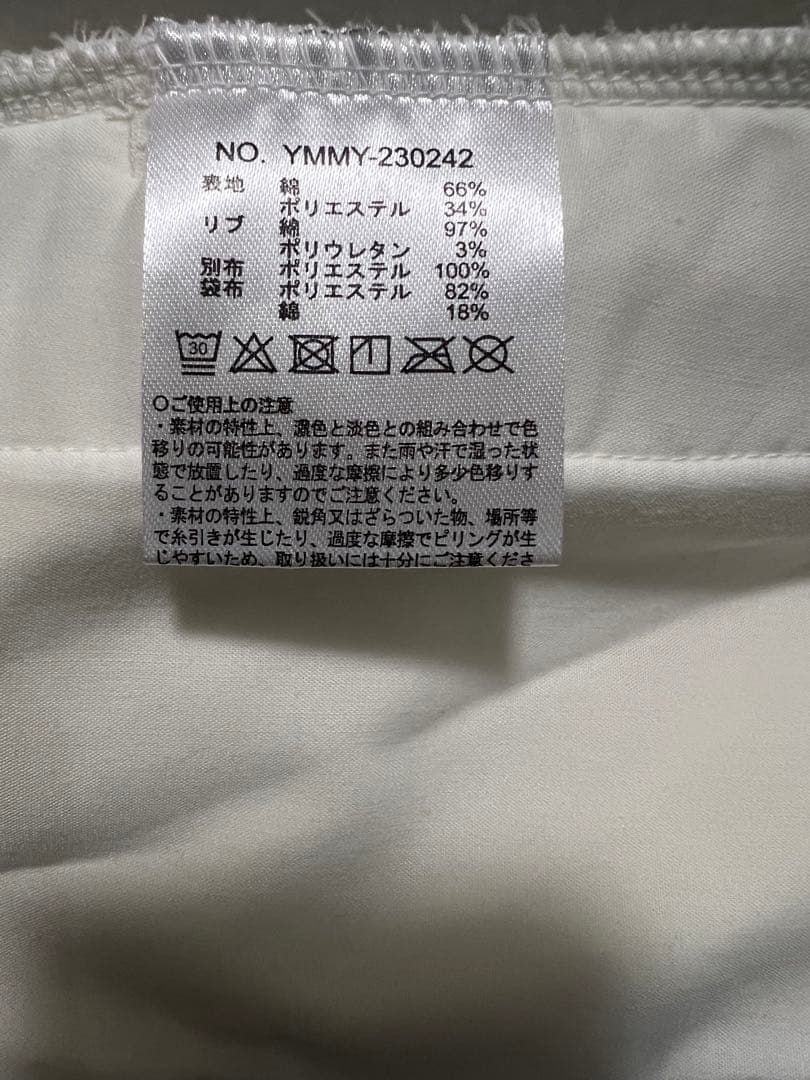 NO. YMMY-230242
表地 綿 66%
ポリエステル 34%
リブ 綿 97%
ポリウレタン 3%
別布 ポリエステル 100%
袋布 ポリエステル 82%
綿 18%
30
〇ご使用上の注意
・素材の特性上、濃色と淡色との組み合わせで色
移りの可能性があります。また雨や汗で湿った状
態で放置したり、過度な摩擦により多少色移りす
ることがありますのでご注意ください。
・素材の特性上、鋭角又はざらついた物、場所等
で糸引きが生じたり、過度な摩擦でピリングが生
じやすいため、取り扱いには十分にご注意くださ